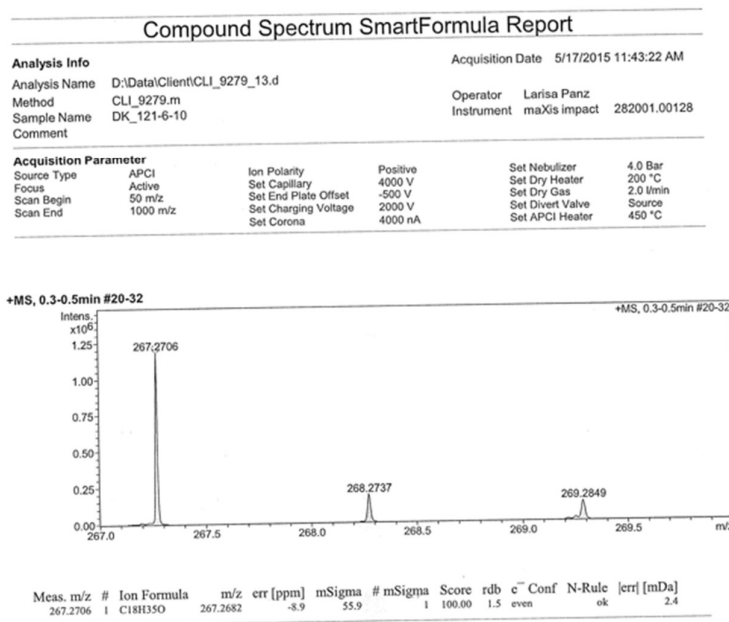 Compound Spectrum SmartFormula Report
Analysis Info
Acquisition Date 5/17/2015 11:43:22 AM
Analysis Name D:\Data\Client\CLI_9279_13.d
Method CLI_9279.m
Operator Larisa Panz
Sample Name DK_121-6-10
Instrument maXis impact 282001.00128
Comment
Acquisition Parameter
Source Type APCI Ion Polarity Positive Set Nebulizer 4.0 Bar
Focus Active Set Capillary 4000 V Set Dry Heater 200 °C
Scan Begin 50 m/z Set End Plate Offset -500 V Set Dry Gas 2.0 l/min
Scan End 1000 m/z Set Charging Voltage 2000 V Set Divert Valve Source
Set Corona 4000 nA Set APCI Heater 450 °C
+MS, 0.3-0.5min #20-32
Intens.
x10⁶
+MS, 0.3-0.5min #20-32
1.25
267.2706
1.00
0.75
0.50
0.25
268.2737
269.2849
0.00
267.0 267.5 268.0 268.5 269.0 269.5 m/z
Meas. m/z # Ion Formula m/z err [ppm] mSigma # mSigma Score rdb e⁻ Conf N-Rule |err| [mDa]
267.2706 1 C18H35O 267.2682 -8.9 55.9 1 100.00 1.5 even ok 2.4